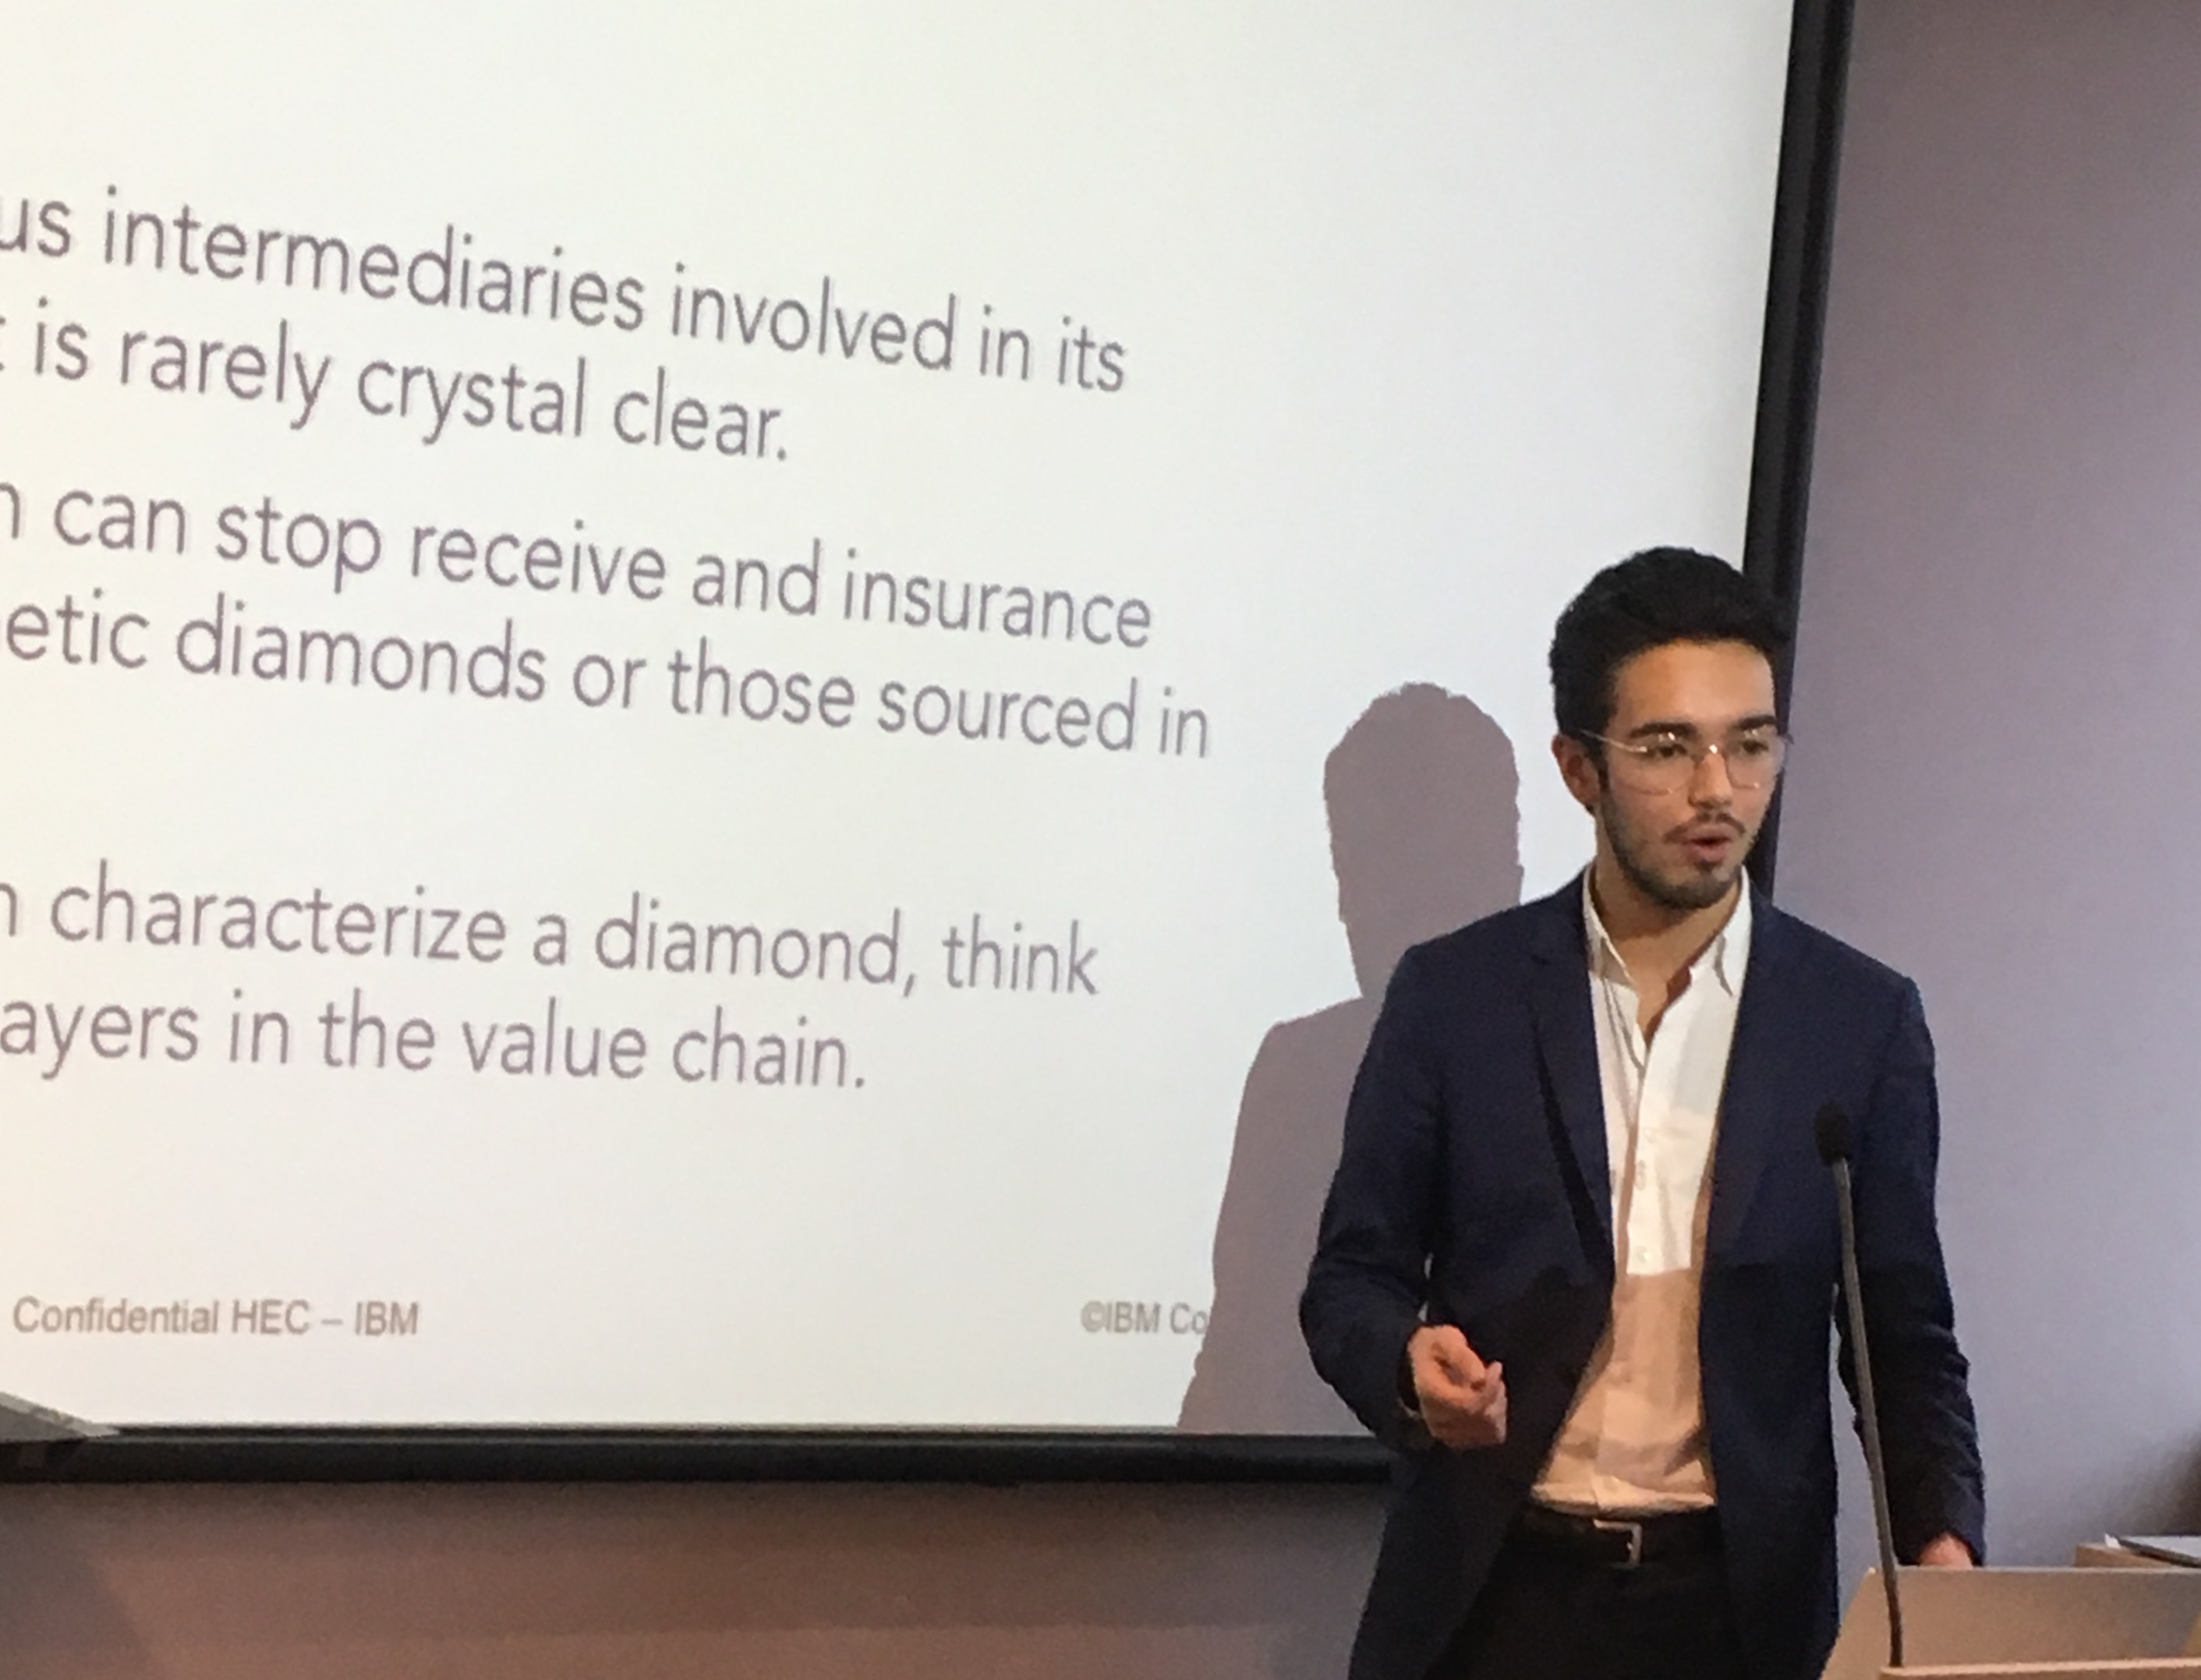 us intermediaries involved in its
is rarely crystal clear.
can stop receive and insurance
etic diamonds or those sourced in
characterize a diamond, think
ayers in the value chain.
Confidential HEC – IBM
©IBM Co